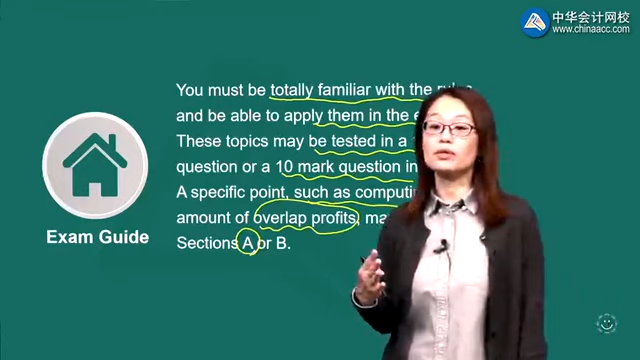 中华会计网校
www.chinaacc.com
You must be totally familiar with the rules
and be able to apply them in the
These topics may be tested in a
question or a 10 mark question in
A specific point, such as
amount of overlap profits,
Sections A or B.
Exam Guide